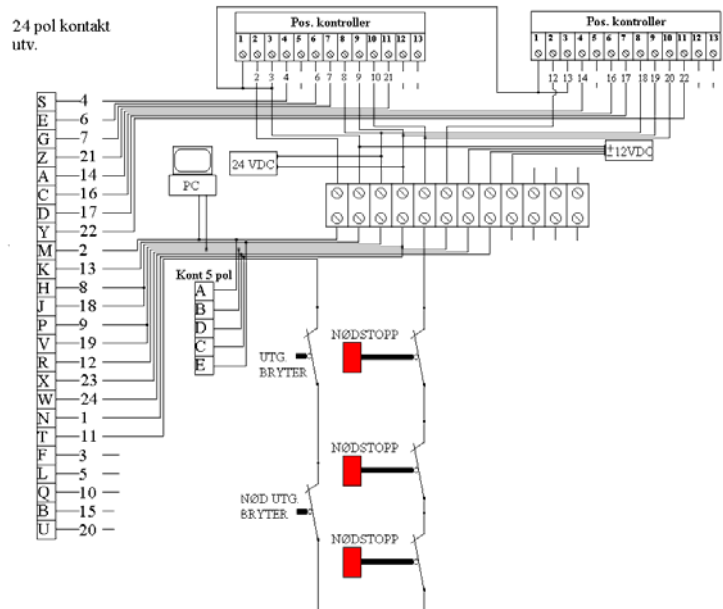 24 pol kontakt
utv.
Pos. kontroller
1 2 3 4 5 6 7 8 9 10 11 12 13
2 3 4 6 7 8 9 10 21
Pos. kontroller
1 2 3 4 5 6 7 8 9 10 11 12 13
12 13 14 16 17 18 19 20 22
S 4
E 6
G 7
Z 21
A 14
C 16
D 17
Y 22
M 2
K 13
H 8
J 18
P 9
V 19
R 12
X 23
W 24
N 1
T 11
F 3
L 5
Q 10
B 15
U 20
PC
24 VDC
±12VDC
Kont 5 pol
A
B
D
C
E
UTG.
BRYTER
NØDSTOPP
NØDSTOPP
NØD UTG.
BRYTER
NØDSTOPP